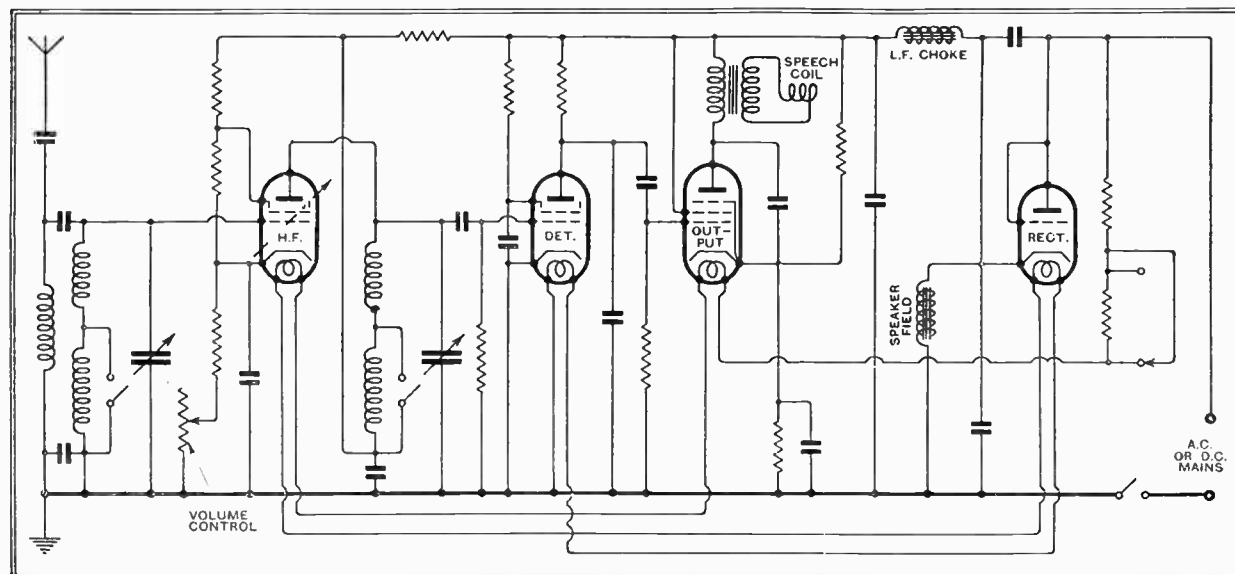 L.F. CHOKE
SPEECH
COIL
H.F.
DET.
OUT-
PUT
RECT.
SPEAKER
FIELD
A.C.
OR D.C.
MAINS
VOLUME
CONTROL